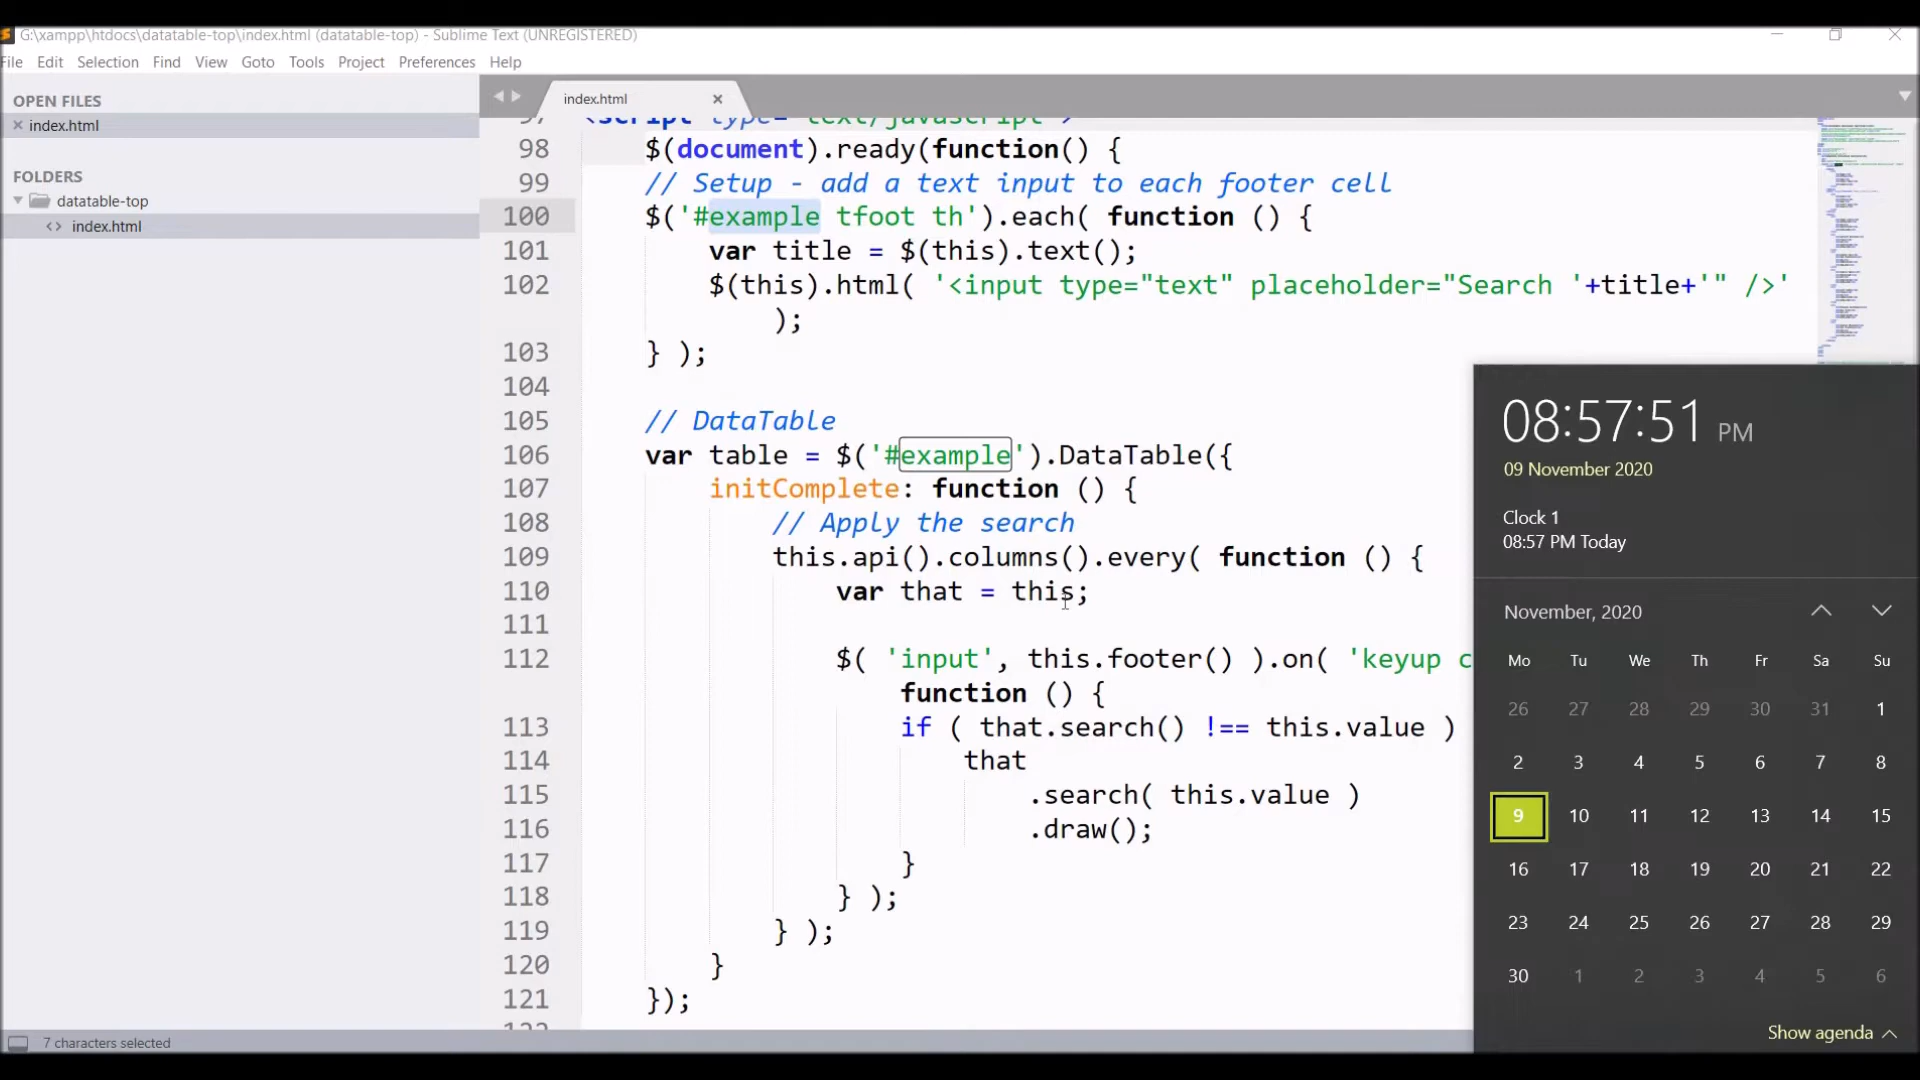 G:\xampp\htdocs\datatable-top\index.html (datatable-top) - Sublime Text (UNREGISTERED)
File Edit Selection Find View Goto Tools Project Preferences Help
OPEN FILES
index.html
FOLDERS
datatable-top
index.html
index.html
97 <script type="text/javascript">
98 $(document).ready(function() {
99 // Setup - add a text input to each footer cell
100 $('#example tfoot th').each( function () {
101 var title = $(this).text();
102 $(this).html( '<input type="text" placeholder="Search '+title+'" />'
);
103 } );
104
105 // DataTable
106 var table = $('#example').DataTable({
107 initComplete: function () {
108 // Apply the search
109 this.api().columns().every( function () {
110 var that = this;
111
112 $( 'input', this.footer() ).on( 'keyup c
function () {
113 if ( that.search() !== this.value )
114 that
115 .search( this.value )
116 .draw();
117 }
118 } );
119 } );
120 }
121 });
122
7 characters selected
08:57:51 PM
09 November 2020
Clock 1
08:57 PM Today
November, 2020
Mo Tu We Th Fr Sa Su
26 27 28 29 30 31 1
2 3 4 5 6 7 8
9 10 11 12 13 14 15
16 17 18 19 20 21 22
23 24 25 26 27 28 29
30 1 2 3 4 5 6
Show agenda